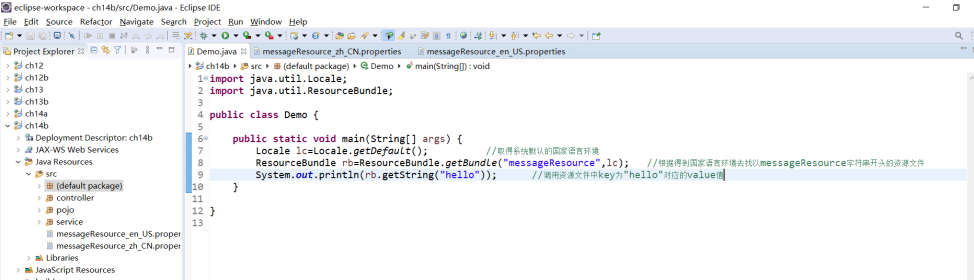 eclipse-workspace - ch14b/src/Demo.java - Eclipse IDE
File Edit Source Refactor Navigate Search Project Run Window Help
Project Explorer
Demo.java messageResource_zh_CN.properties messageResource_en_US.properties
ch14b src (default package) Demo main(String[]) : void
ch12
ch12b
ch13
ch13b
ch14a
ch14b
Deployment Descriptor: ch14b
JAX-WS Web Services
Java Resources
src
(default package)
controller
pojo
service
messageResource_en_US.proper
messageResource_zh_CN.proper
Libraries
JavaScript Resources
1 import java.util.Locale;
2 import java.util.ResourceBundle;
3
4 public class Demo {
5
6 public static void main(String[] args) {
7 Locale lc=Locale.getDefault(); //取得系统默认的国家语言环境
8 ResourceBundle rb=ResourceBundle.getBundle("messageResource",lc); //根据得到国家语言环境去找以messageResource字符串开头的资源文件
9 System.out.println(rb.getString("hello")); //调用资源文件中key为"hello"对应的value值
10 }
11
12 }
13